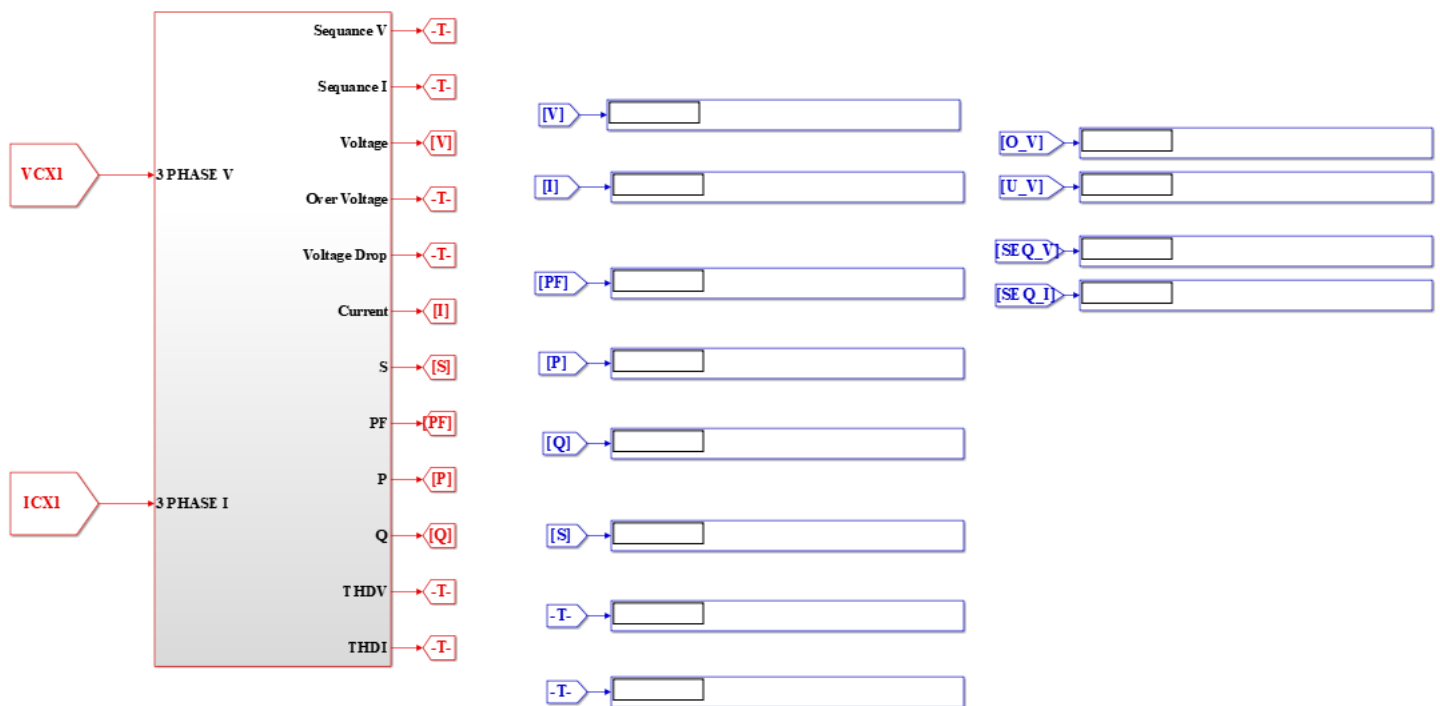 VCX1
ICX1
3 PHASE V
3 PHASE I
Sequance V
-T-
Sequance I
-T-
Voltage
[V]
Over Voltage
-T-
Voltage Drop
-T-
Current
[I]
S
[S]
PF
[PF]
P
[P]
Q
[Q]
THDV
-T-
THDI
-T-
[V]
[I]
[PF]
[P]
[Q]
[S]
-T-
-T-
[O_V]
[U_V]
[SEQ_V]
[SEQ_I]